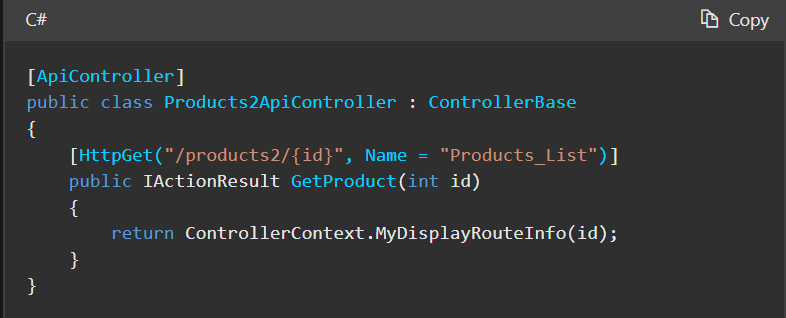 C#
Copy
[ApiController]
public class Products2ApiController : ControllerBase
{
    [HttpGet("/products2/{id}", Name = "Products_List")]
    public IActionResult GetProduct(int id)
    {
        return ControllerContext.MyDisplayRouteInfo(id);
    }
}